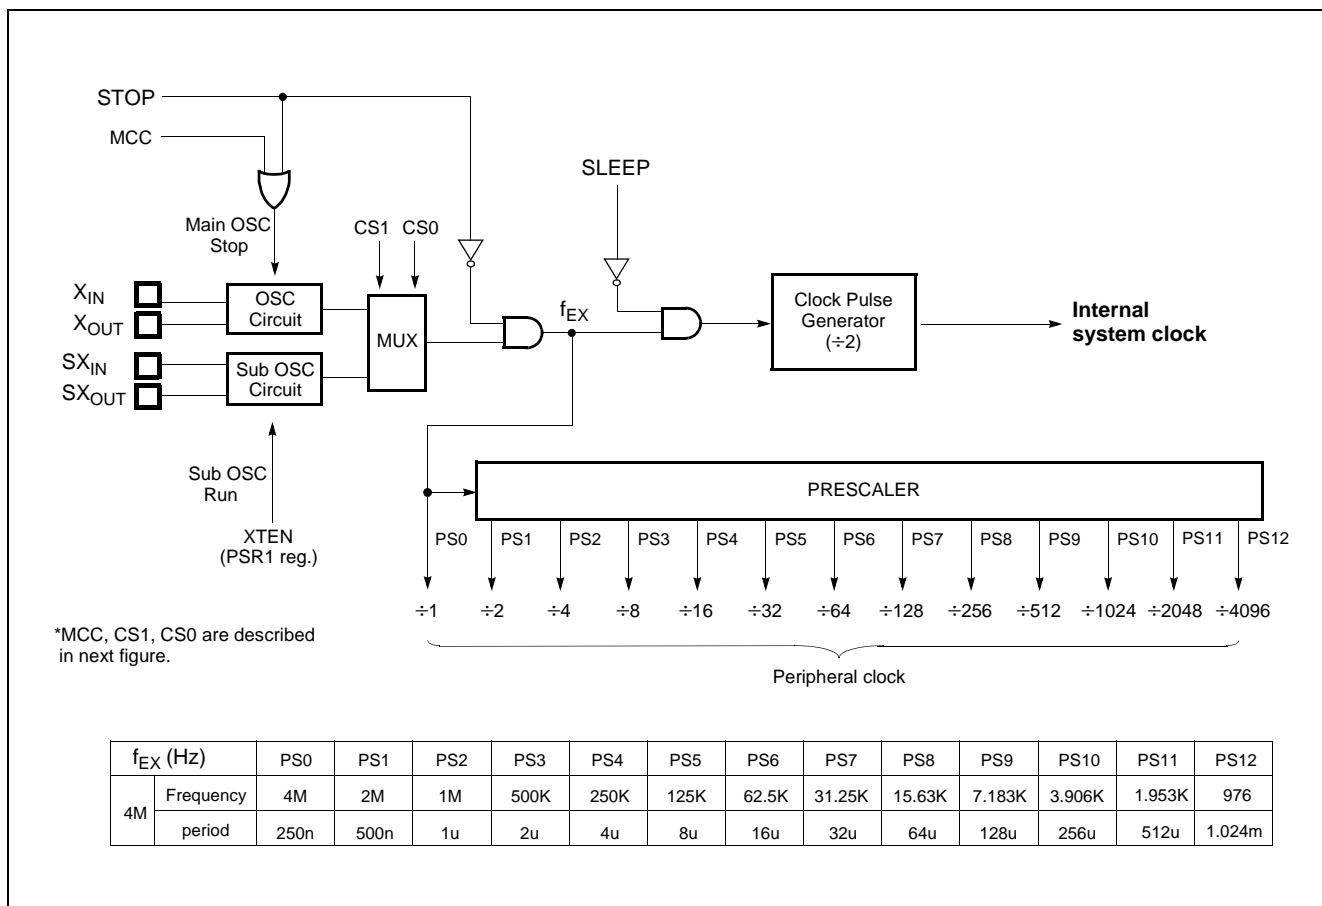 STOP
MCC
SLEEP
Main OSC
Stop
CS1 CS0
XIN
XOUT
SXIN
SXOUT
OSC
Circuit
Sub OSC
Circuit
MUX
fEX
Clock Pulse
Generator
(÷2)
Internal
system clock
Sub OSC
Run
XTEN
(PSR1 reg.)
PRESCALER
PS0 PS1 PS2 PS3 PS4 PS5 PS6 PS7 PS8 PS9 PS10 PS11 PS12
÷1 ÷2 ÷4 ÷8 ÷16 ÷32 ÷64 ÷128 ÷256 ÷512 ÷1024 ÷2048 ÷4096
Peripheral clock
*MCC, CS1, CS0 are described
in next figure.
fEX (Hz) PS0 PS1 PS2 PS3 PS4 PS5 PS6 PS7 PS8 PS9 PS10 PS11 PS12
4M Frequency 4M 2M 1M 500K 250K 125K 62.5K 31.25K 15.63K 7.183K 3.906K 1.953K 976
period 250n 500n 1u 2u 4u 8u 16u 32u 64u 128u 256u 512u 1.024m